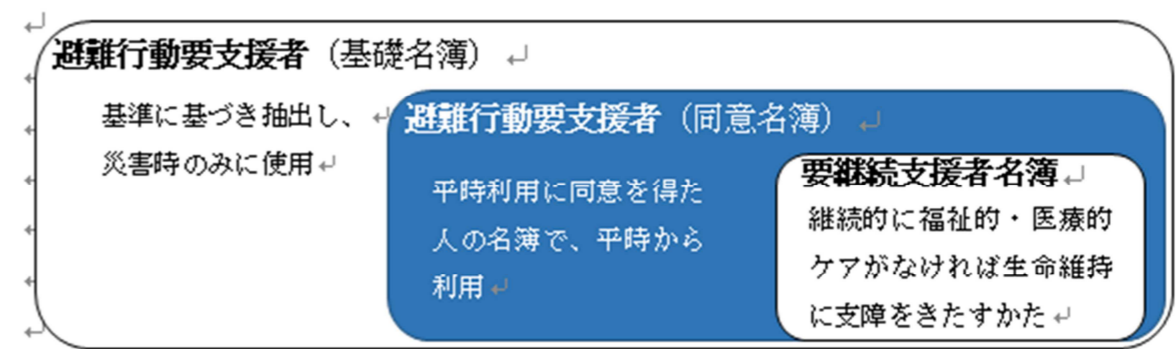 避難行動要支援者（基礎名簿）
基準に基づき抽出し、
災害時のみに使用
避難行動要支援者（同意名簿）
平時利用に同意を得た
人の名簿で、平時から
利用
要継続支援者名簿
継続的に福祉的・医療的
ケアがなければ生命維持
に支障をきたすかた